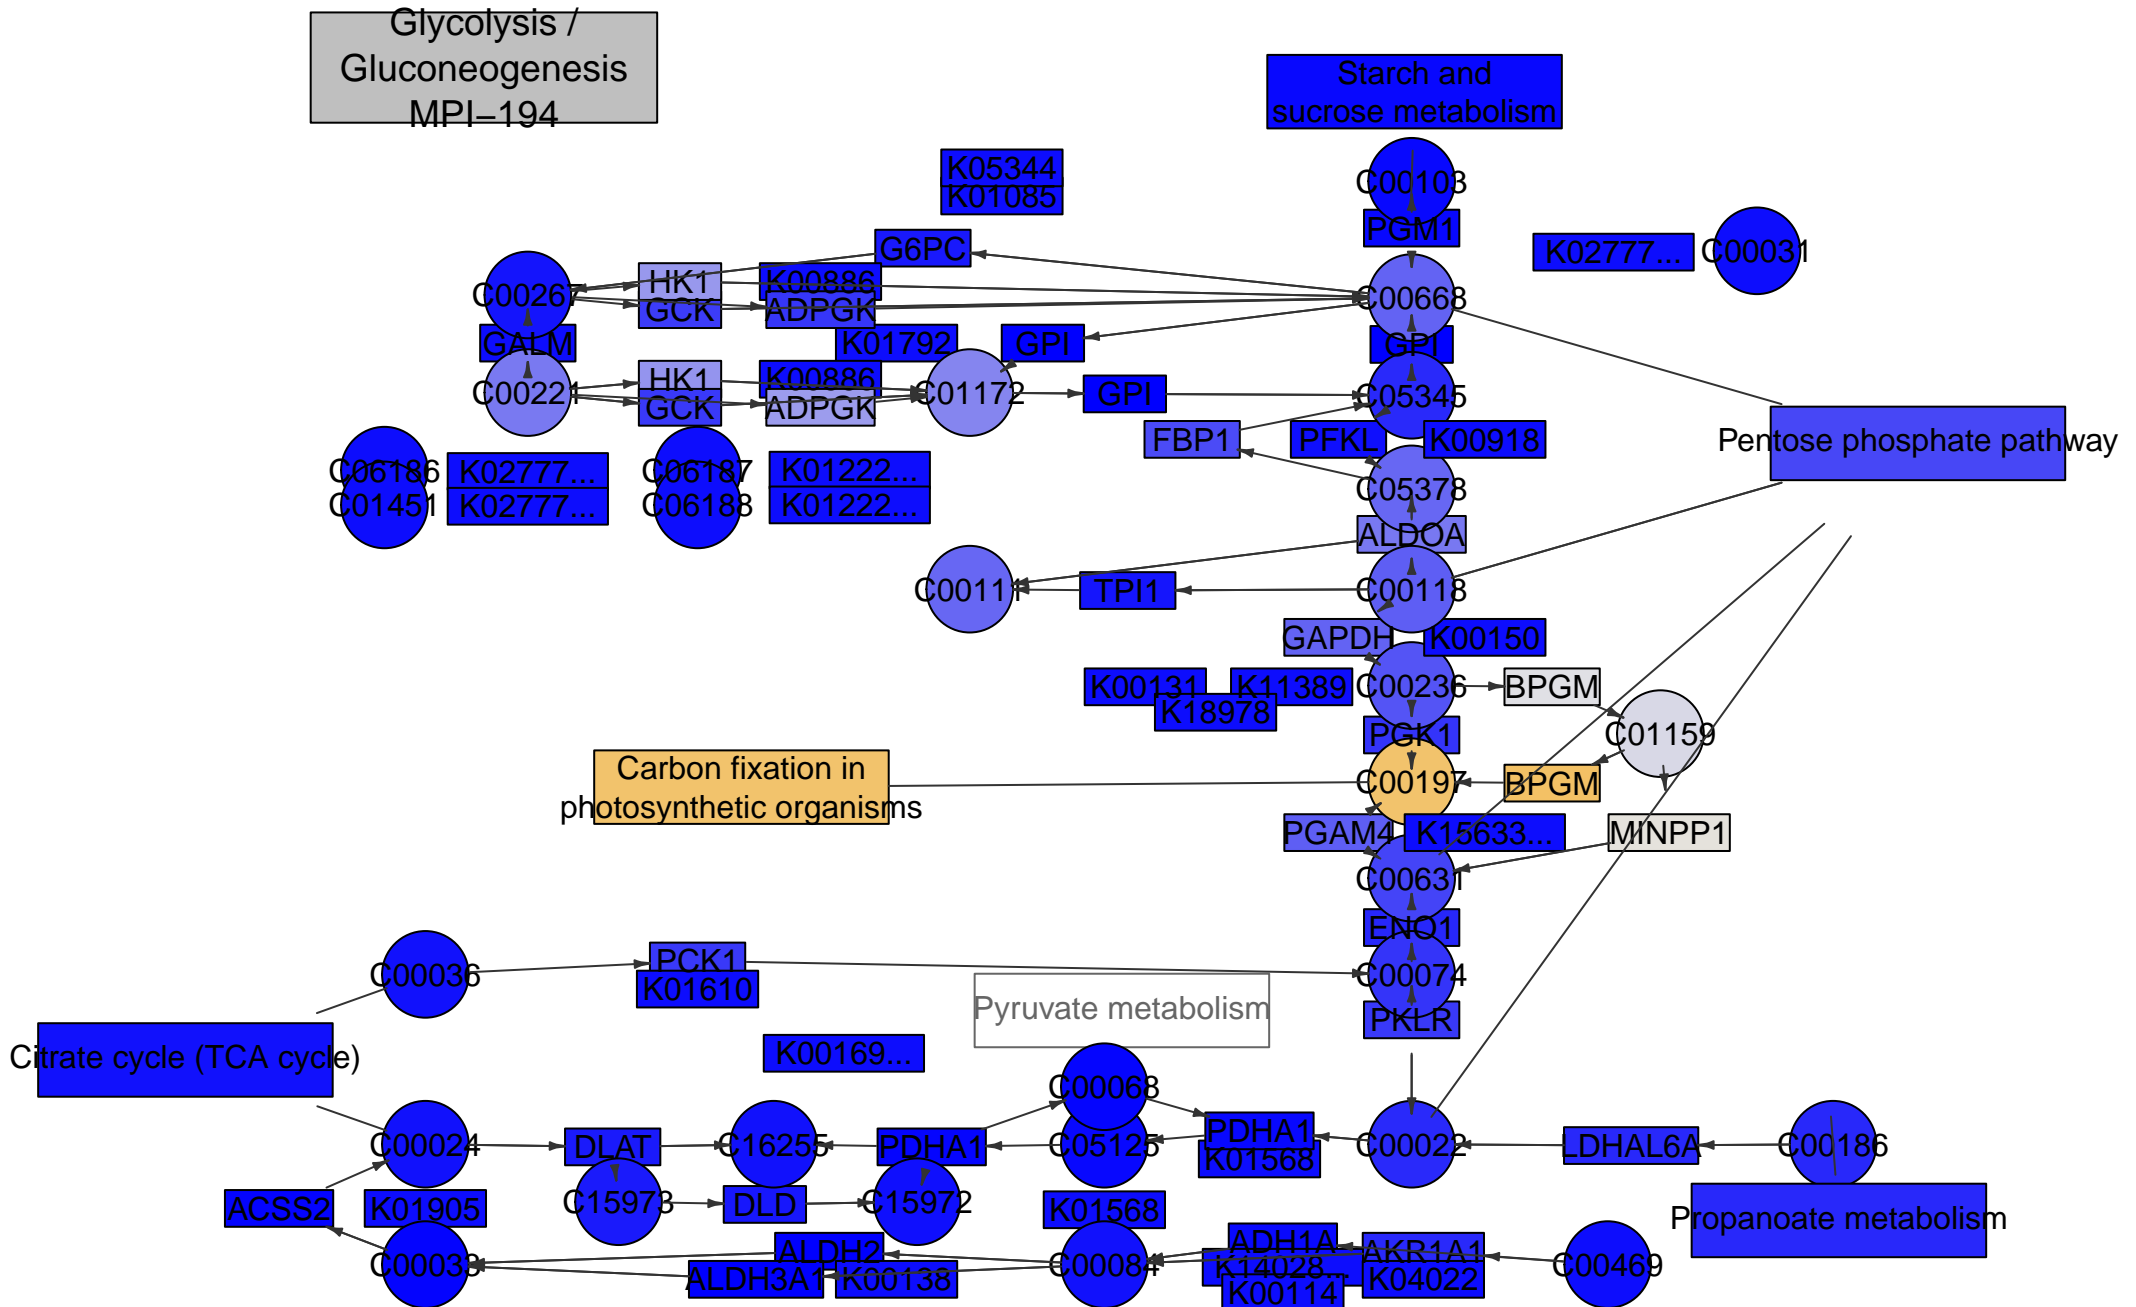 Glycolysis /
Gluconeogenesis
MPI−194
Starch and
sucrose metabolism
K05344
K01085
C00103
PGM1
G6PC
K02777...
C00031
C00267
HK1
K00886
GCK
ADPGK
C00668
GALM
K01792
GPI
GPI
C00221
HK1
K00886
GCK
ADPGK
C01172
GPI
C05345
FBP1
PFKL
K00918
Pentose phosphate pathway
C06186
K02777...
C06187
K01222...
C05378
C01451
K02777...
C06188
K01222...
ALDOA
C00111
TPI1
C00118
GAPDH
K00150
K00131
K11389
K18978
C00236
BPGM
C01159
PGK1
Carbon fixation in
photosynthetic organisms
C00197
BPGM
PGAM4
K15633...
MINPP1
C00631
ENO1
C00036
PCK1
K01610
C00074
Pyruvate metabolism
PKLR
Citrate cycle (TCA cycle)
K00169...
C00068
C00024
DLAT
C16255
PDHA1
C05125
PDHA1
K01568
C00022
LDHAL6A
C00186
ACSS2
K01905
C15973
DLD
C15972
K01568
Propanoate metabolism
C00033
ALDH2
ALDH3A1
K00138
C00084
ADH1A
K14028...
K00114
AKR1A1
K04022
C00469